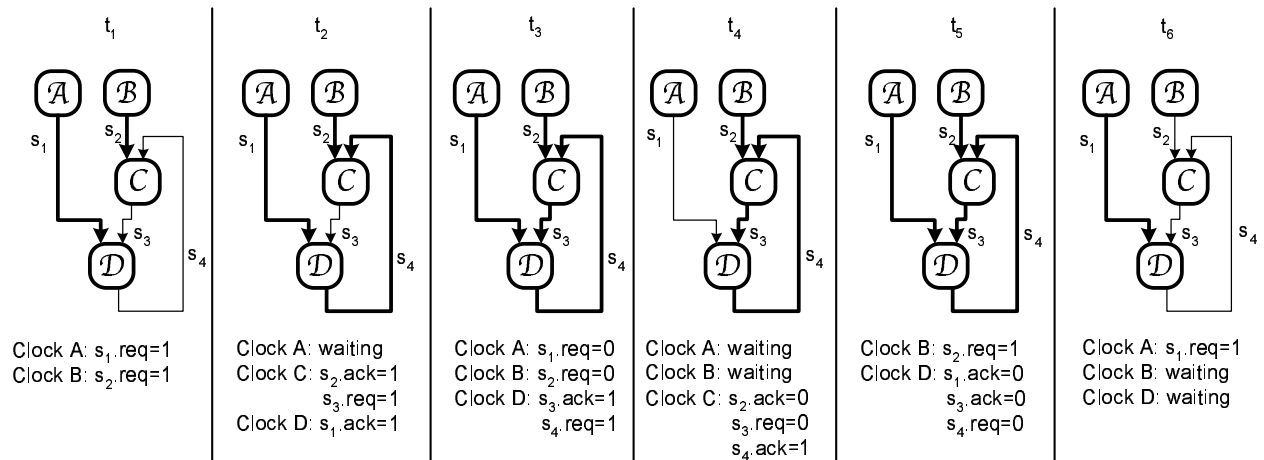 t₁
A B
s₁ s₂
C
s₃
D
s₄
Clock A: s₁.req=1
Clock B: s₂.req=1
t₂
A B
s₁ s₂
C
s₃
D
s₄
Clock A: waiting
Clock C: s₂.ack=1
s₃.req=1
Clock D: s₁.ack=1
t₃
A B
s₁ s₂
C
s₃
D
s₄
Clock A: s₁.req=0
Clock B: s₂.req=0
Clock D: s₃.ack=1
s₄.req=1
t₄
A B
s₁ s₂
C
s₃
D
s₄
Clock A: waiting
Clock B: waiting
Clock C: s₂.ack=0
s₃.req=0
s₄.ack=1
t₅
A B
s₁ s₂
C
s₃
D
s₄
Clock B: s₂.req=1
Clock D: s₁.ack=0
s₃.ack=0
s₄.req=0
t₆
A B
s₁ s₂
C
s₃
D
s₄
Clock A: s₁.req=1
Clock B: waiting
Clock D: waiting